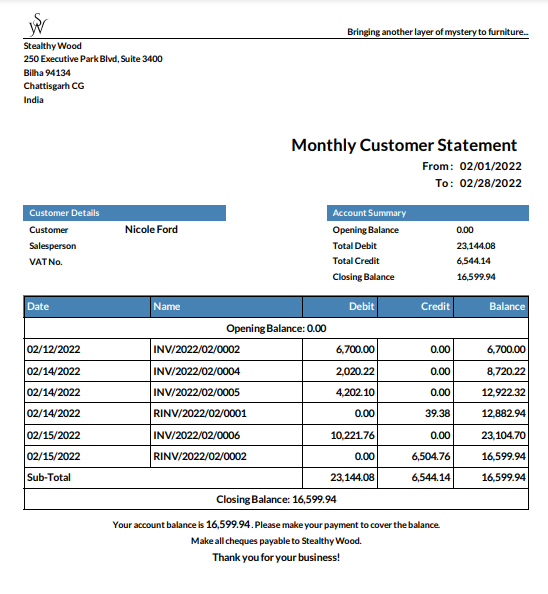 SW
Bringing another layer of mystery to furniture...
Stealthy Wood
250 Executive Park Blvd, Suite 3400
Bilha 94134
Chattisgarh CG
India
Monthly Customer Statement
From: 02/01/2022
To: 02/28/2022
Customer Details
Customer Nicole Ford
Salesperson
VAT No.
Account Summary
Opening Balance 0.00
Total Debit 23,144.08
Total Credit 6,544.14
Closing Balance 16,599.94
Date Name Debit Credit Balance
Opening Balance: 0.00
02/12/2022 INV/2022/02/0002 6,700.00 0.00 6,700.00
02/14/2022 INV/2022/02/0004 2,020.22 0.00 8,720.22
02/14/2022 INV/2022/02/0005 4,202.10 0.00 12,922.32
02/14/2022 RINV/2022/02/0001 0.00 39.38 12,882.94
02/15/2022 INV/2022/02/0006 10,221.76 0.00 23,104.70
02/15/2022 RINV/2022/02/0002 0.00 6,504.76 16,599.94
Sub-Total 23,144.08 6,544.14 16,599.94
Closing Balance: 16,599.94
Your account balance is 16,599.94. Please make your payment to cover the balance.
Make all cheques payable to Stealthy Wood.
Thank you for your business!